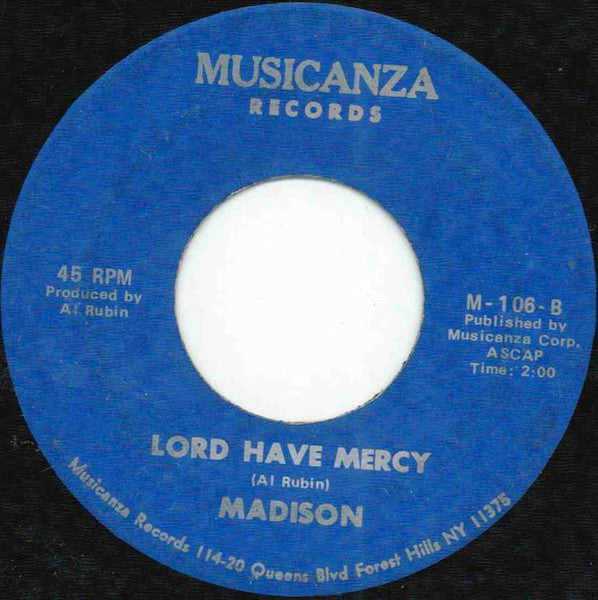 MUSICANZA
RECORDS
45 RPM
Produced by
Al Rubin
M-106-B
Published by
Musicanza Corp.
ASCAP
Time: 2:00
LORD HAVE MERCY
(Al Rubin)
MADISON
Musicanza Records 114-20 Queens Blvd Forest Hills NY 11375